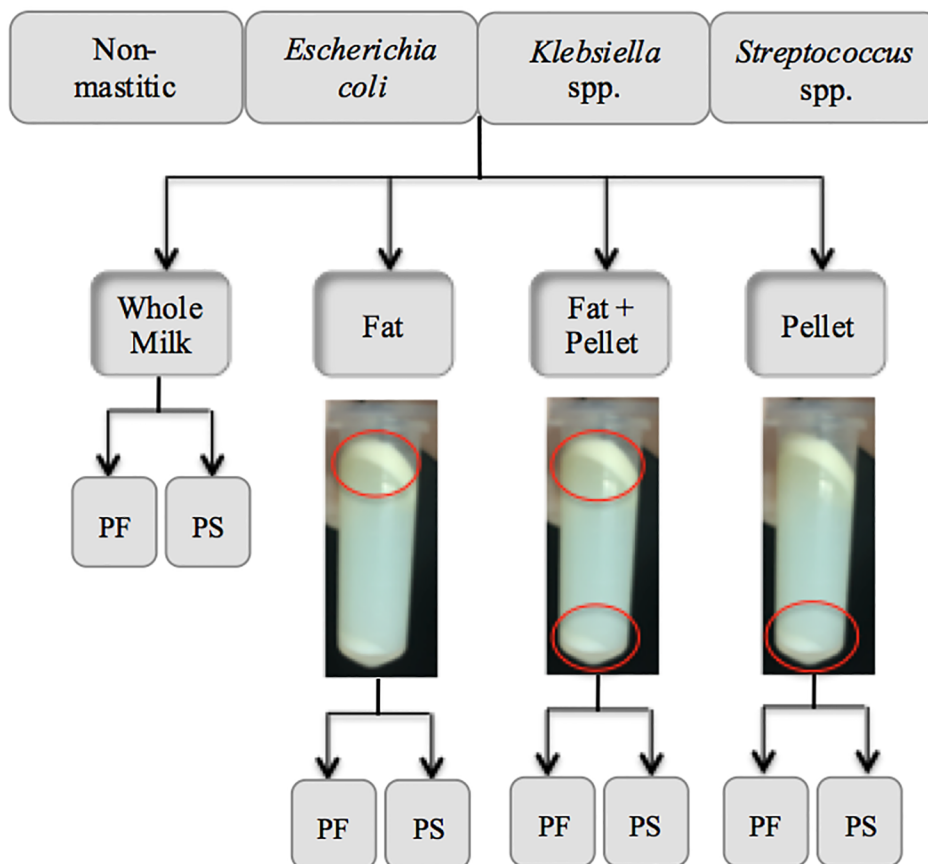 Non-
mastitic
Escherichia
coli
Klebsiella
spp.
Streptococcus
spp.
Whole
Milk
Fat
Fat +
Pellet
Pellet
PF
PS
PF
PS
PF
PS
PF
PS